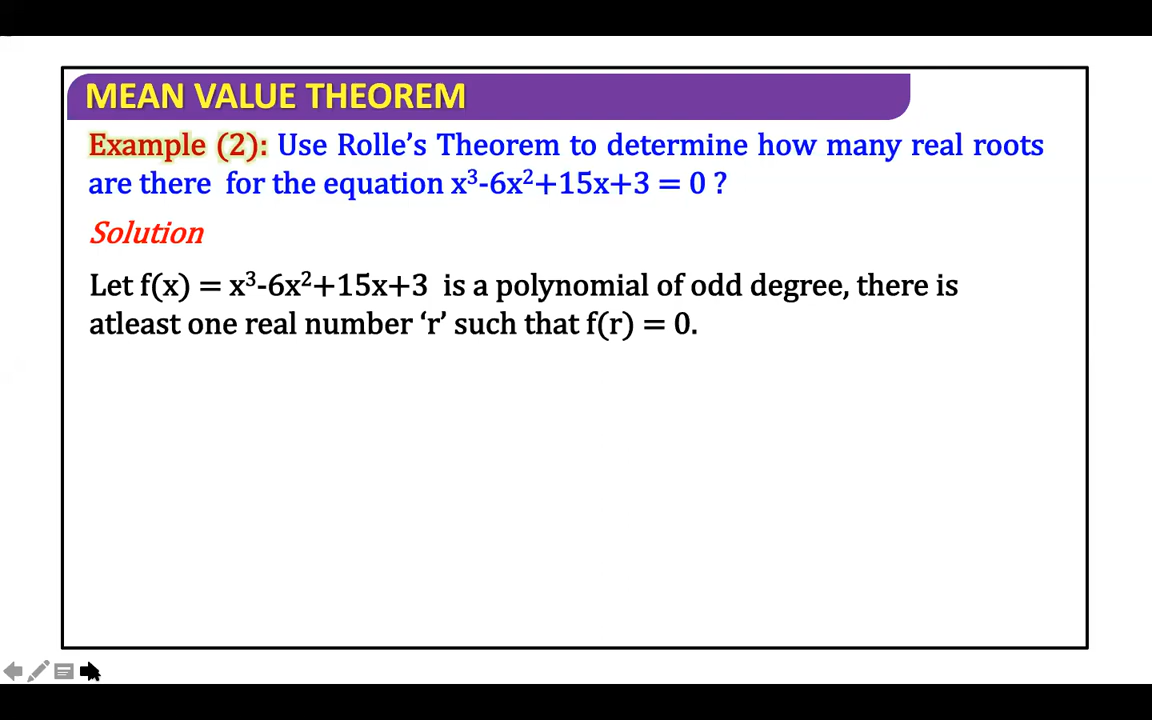 MEAN VALUE THEOREM
Example (2): Use Rolle’s Theorem to determine how many real roots
are there for the equation x³-6x²+15x+3 = 0 ?
Solution
Let f(x) = x³-6x²+15x+3 is a polynomial of odd degree, there is
atleast one real number ‘r’ such that f(r) = 0.